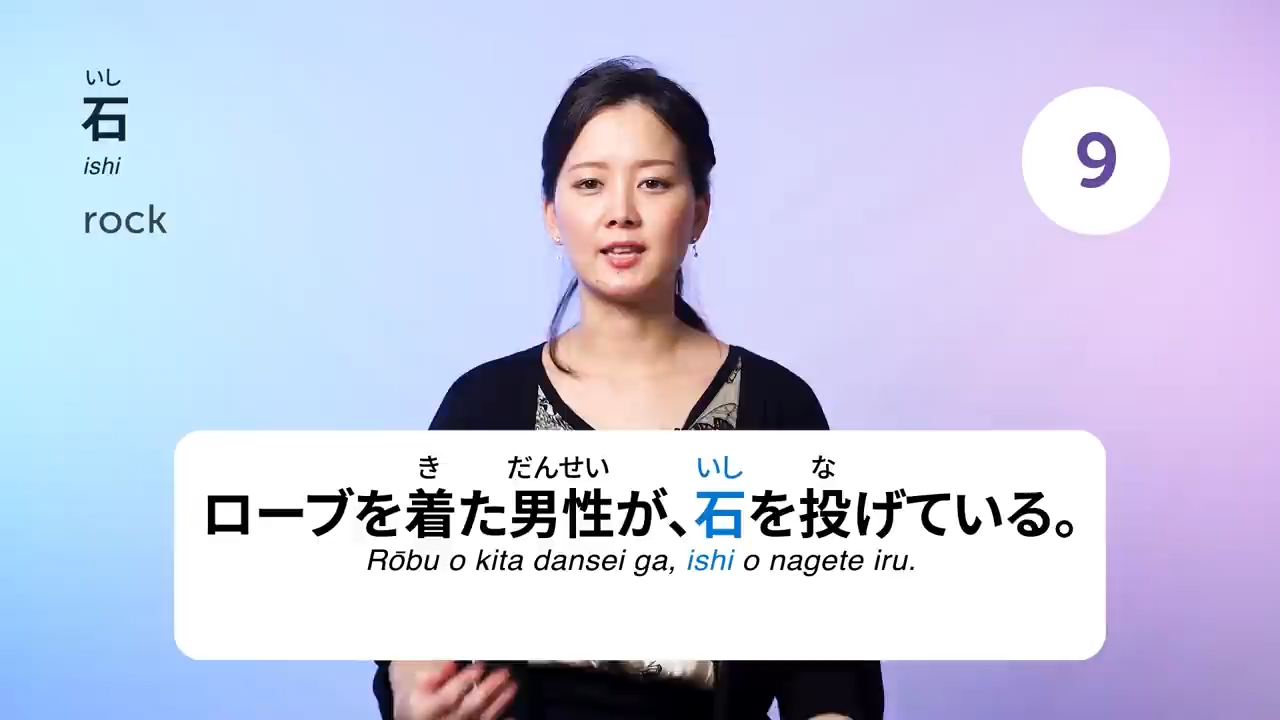 いし
石
ishi
rock
9
き だんせい いし な
ローブを着た男性が、石を投げている。
Rōbu o kita dansei ga, ishi o nagete iru.